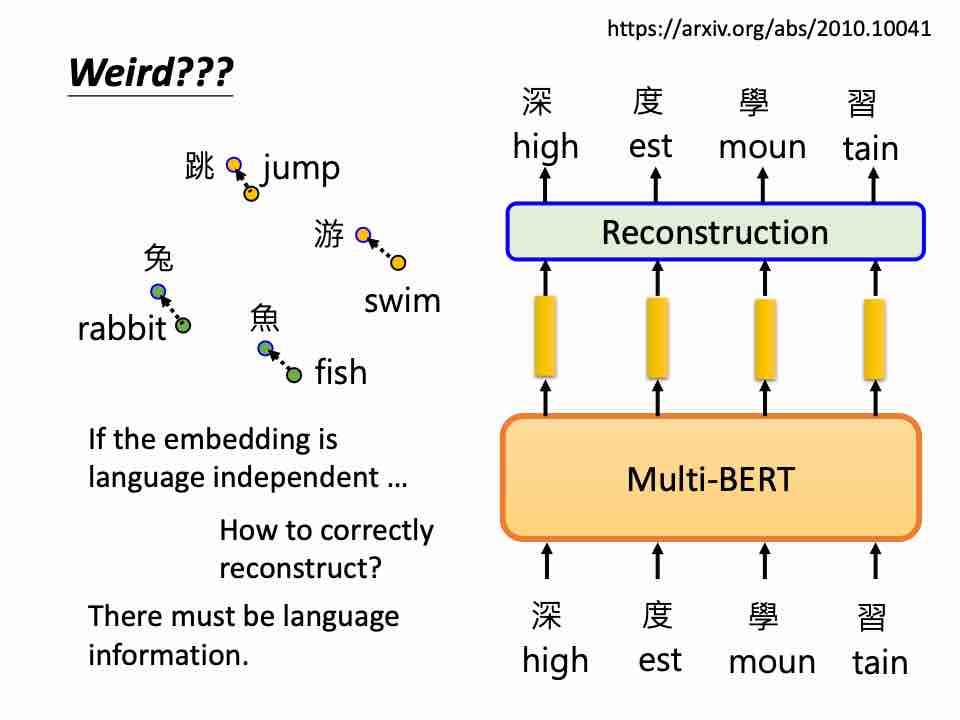 https://arxiv.org/abs/2010.10041
Weird???
跳 jump
游
swim
兔
rabbit
魚
fish
If the embedding is
language independent …
How to correctly
reconstruct?
There must be language
information.
深 度 學 習
high est moun tain
Reconstruction
Multi-BERT
深 度 學 習
high est moun tain